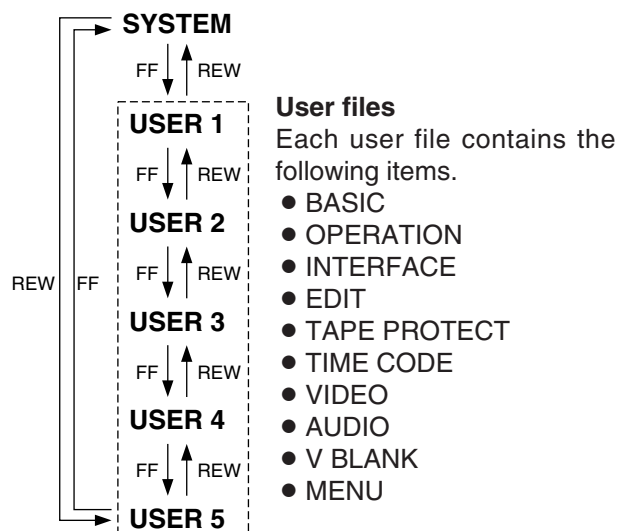 SYSTEM
FF REW
USER 1
FF REW
USER 2
FF REW
USER 3
FF REW
USER 4
FF REW
USER 5
REW FF
User files
Each user file contains the
following items.
● BASIC
● OPERATION
● INTERFACE
● EDIT
● TAPE PROTECT
● TIME CODE
● VIDEO
● AUDIO
● V BLANK
● MENU